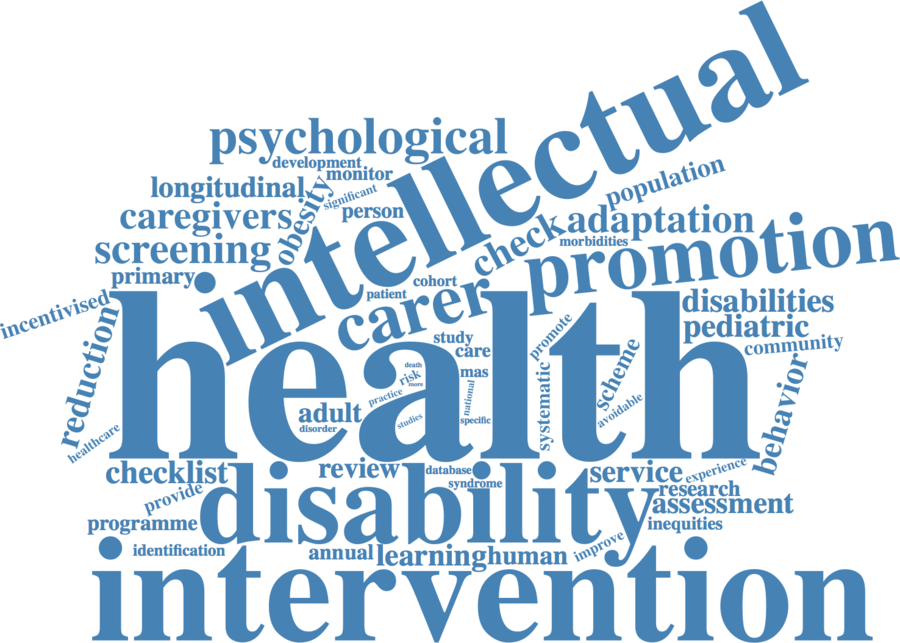 intellectual
psychological
development
monitor
longitudinal
significant
population
obesity
caregivers
person
adaptation
check
morbidities
screening
promotion
primary
cohort
patient
carer
incentivised
disabilities
pediatric
reduction
health
promote
study
care
community
scheme
death
risk
more
mas
national
practice
systematic
behavior
adult
disorder
studies
specific
avoidable
healthcare
checklist
review
database
syndrome
service
experience
provide
disability
research
assessment
programme
inequities
identification
annual
learning
human
improve
intervention